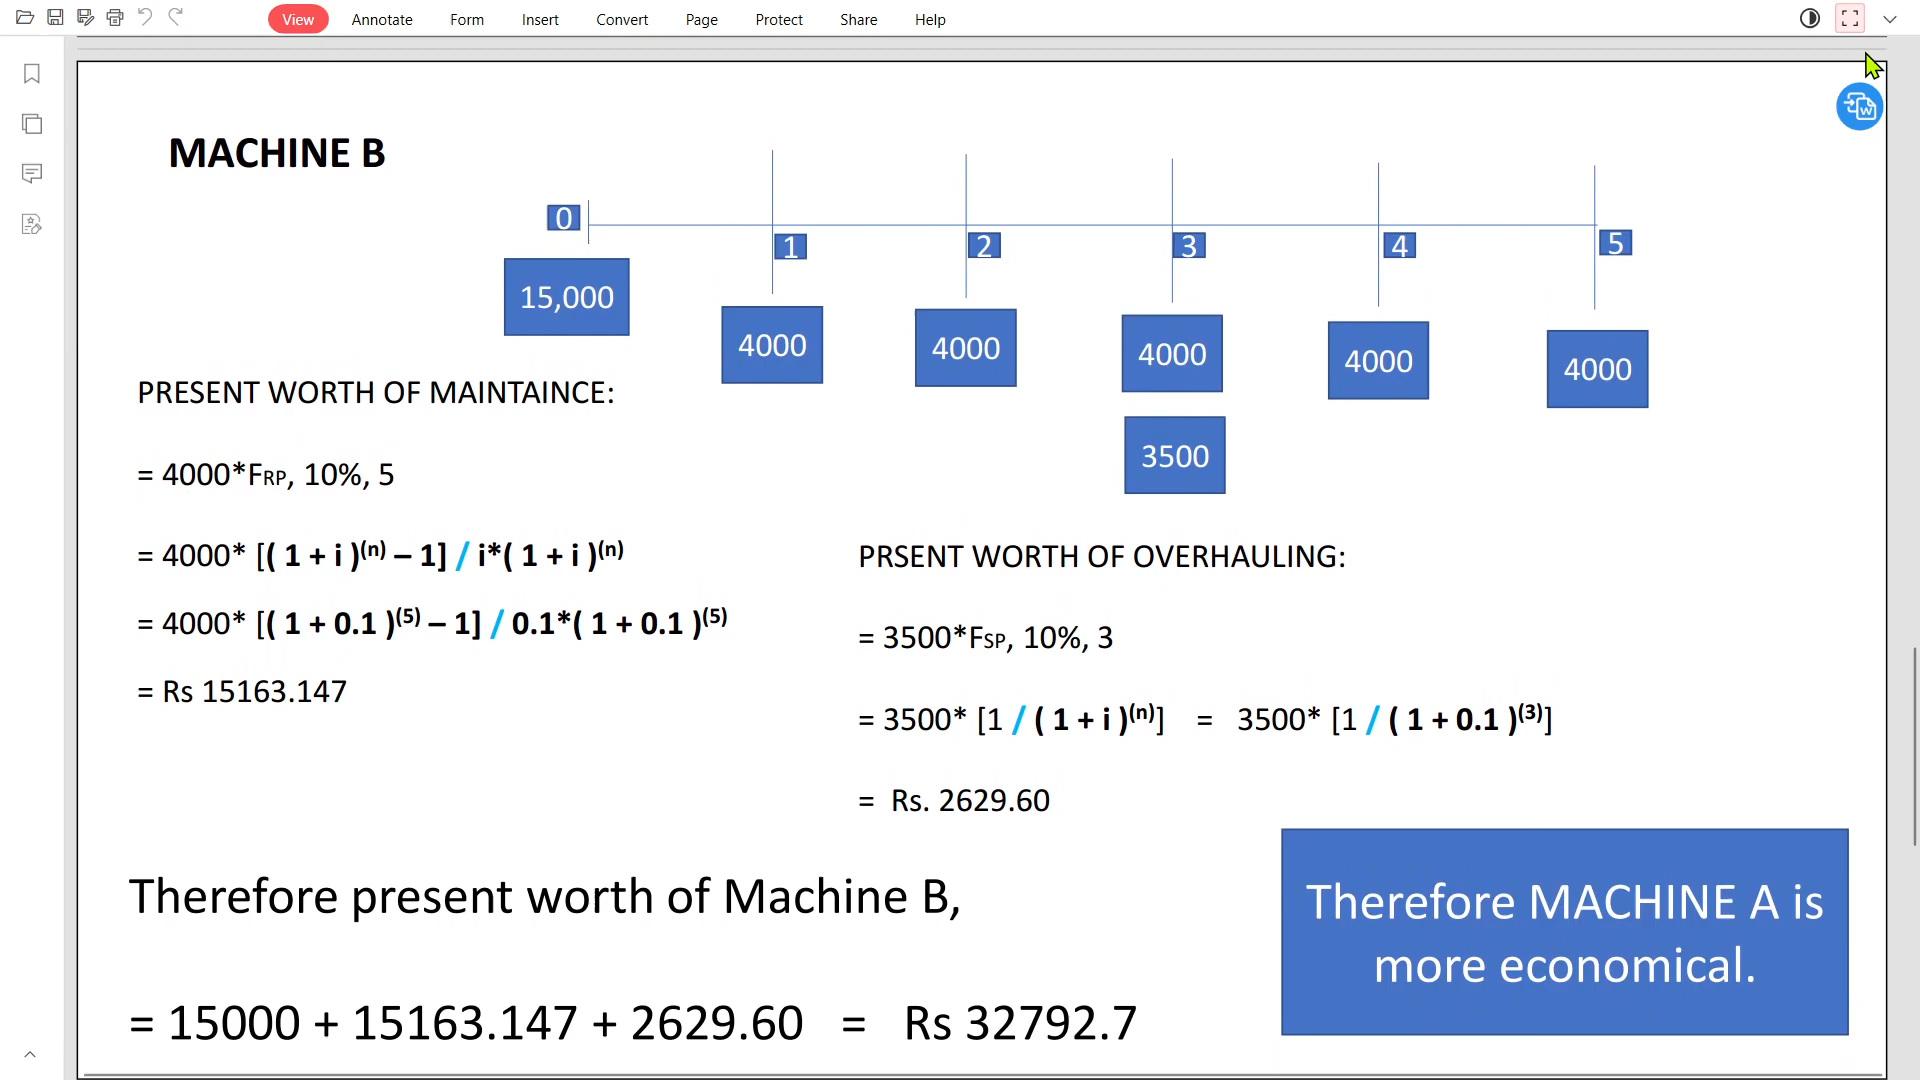 View Annotate Form Insert Convert Page Protect Share Help
MACHINE B
0
1 2 3 4 5
15,000
4000 4000 4000 4000 4000
3500
PRESENT WORTH OF MAINTAINCE:
= 4000*FRP, 10%, 5
= 4000* [( 1 + i )(n) – 1] / i*( 1 + i )(n)
= 4000* [( 1 + 0.1 )(5) – 1] / 0.1*( 1 + 0.1 )(5)
= Rs 15163.147
PRSENT WORTH OF OVERHAULING:
= 3500*FSP, 10%, 3
= 3500* [1 / ( 1 + i )(n)] = 3500* [1 / ( 1 + 0.1 )(3)]
= Rs. 2629.60
Therefore present worth of Machine B,
= 15000 + 15163.147 + 2629.60 = Rs 32792.7
Therefore MACHINE A is
more economical.